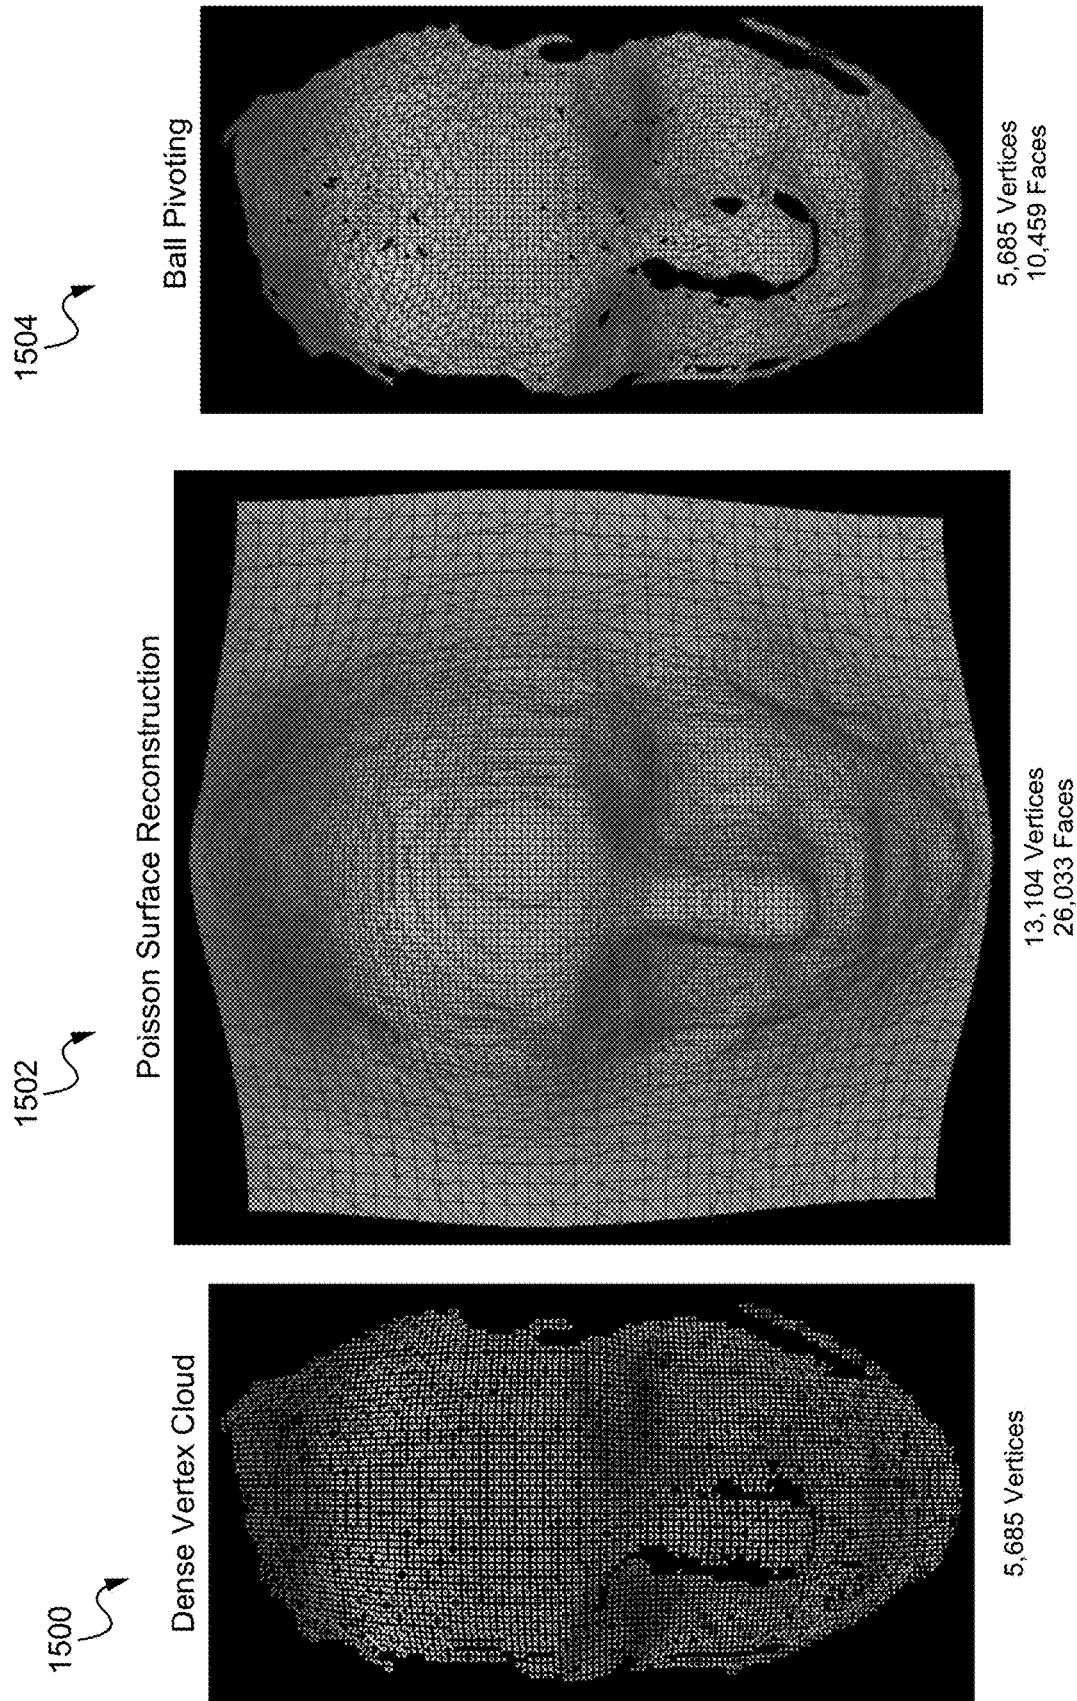 1500
Dense Vertex Cloud
5,685 Vertices
1502
Poisson Surface Reconstruction
13,104 Vertices
26,033 Faces
1504
Ball Pivoting
5,685 Vertices
10,459 Faces